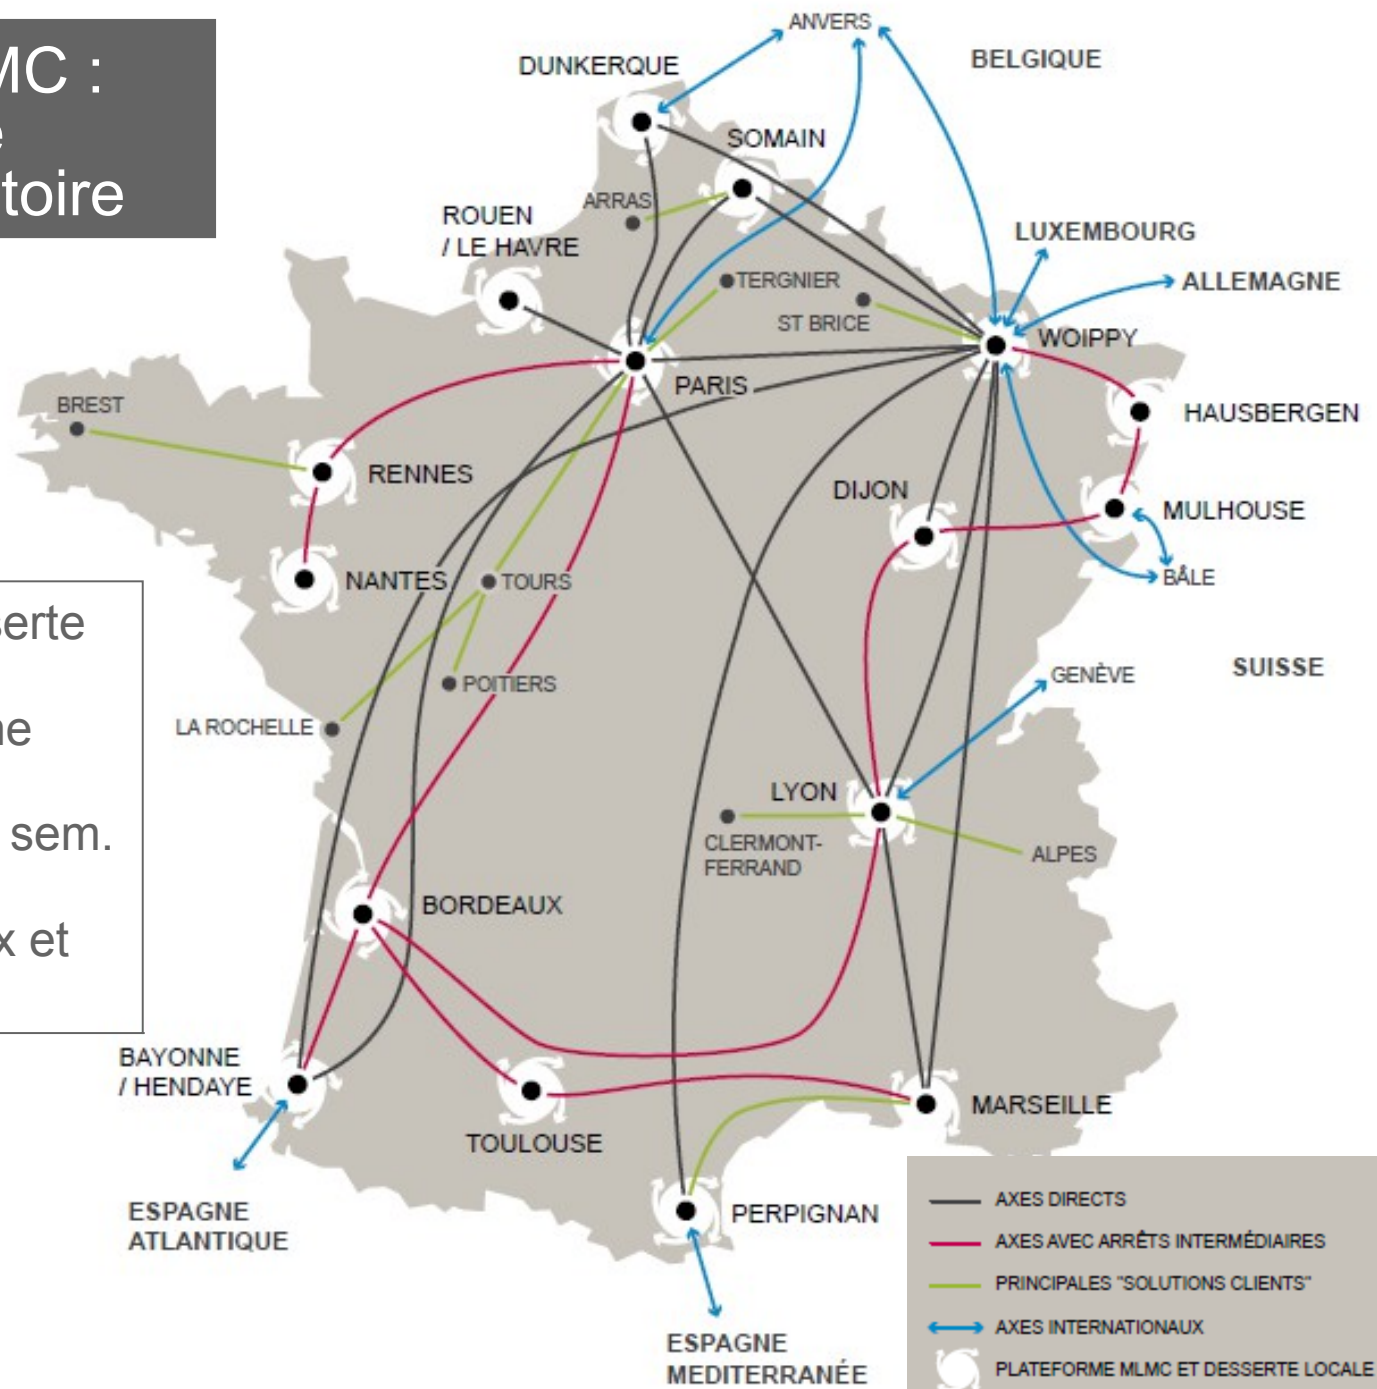 MC :
e
toire
ANVERS
BELGIQUE
DUNKERQUE
SOMAIN
ARRAS
ROUEN
/ LE HAVRE
LUXEMBOURG
TERGNIER
ALLEMAGNE
ST BRICE
WOIPPY
PARIS
BREST
HAUSBERGEN
RENNES
DIJON
MULHOUSE
NANTES
TOURS
BÂLE
serte
ne
sem.
x et
POITIERS
GENÈVE
SUISSE
LA ROCHELLE
LYON
CLERMONT-
FERRAND
ALPES
BORDEAUX
BAYONNE
/ HENDAYE
MARSEILLE
TOULOUSE
PERPIGNAN
ESPAGNE
ATLANTIQUE
ESPAGNE
MEDITERRANÉE
AXES DIRECTS
AXES AVEC ARRÊTS INTERMÉDIAIRES
PRINCIPALES "SOLUTIONS CLIENTS"
AXES INTERNATIONAUX
PLATEFORME MLMC ET DESSERTE LOCALE